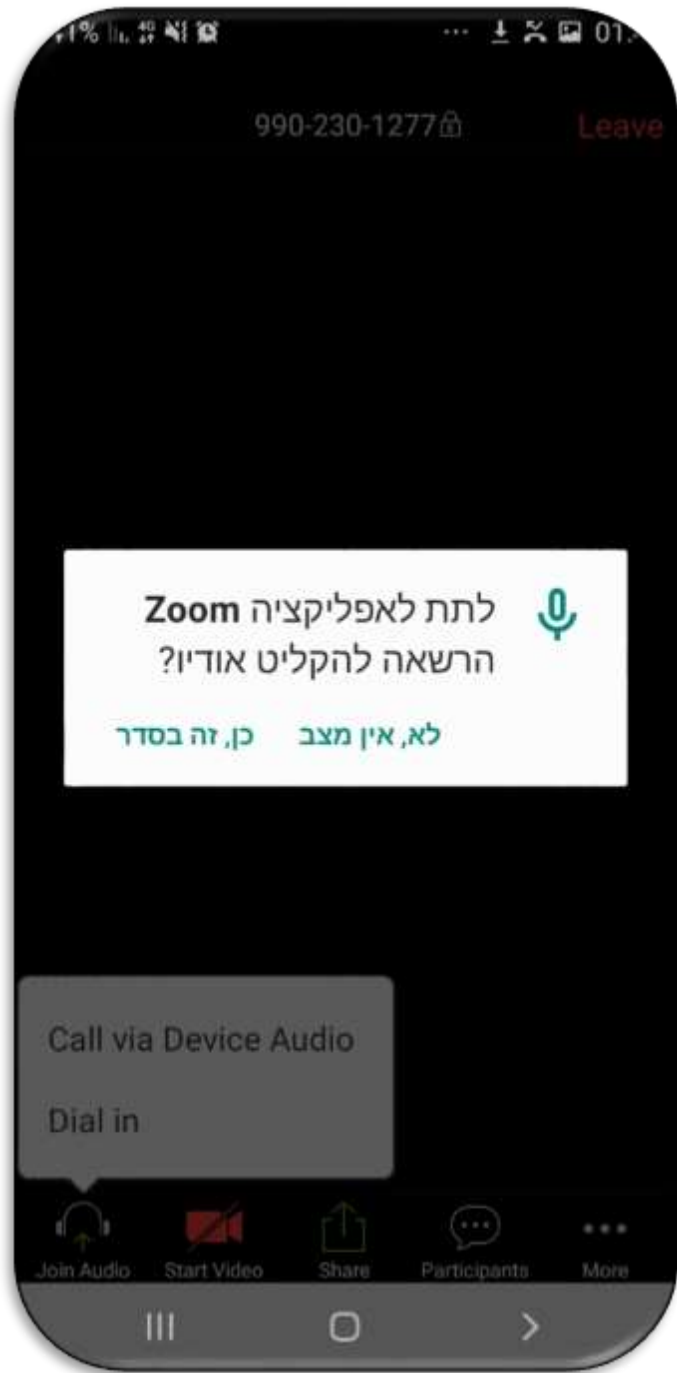 990-230-1277
Leave
לתת לאפליקציה Zoom
הרשאה להקליט אודיו?
לא, אין מצב
כן, זה בסדר
Call via Device Audio
Dial in
Join Audio
Start Video
Share
Participants
More